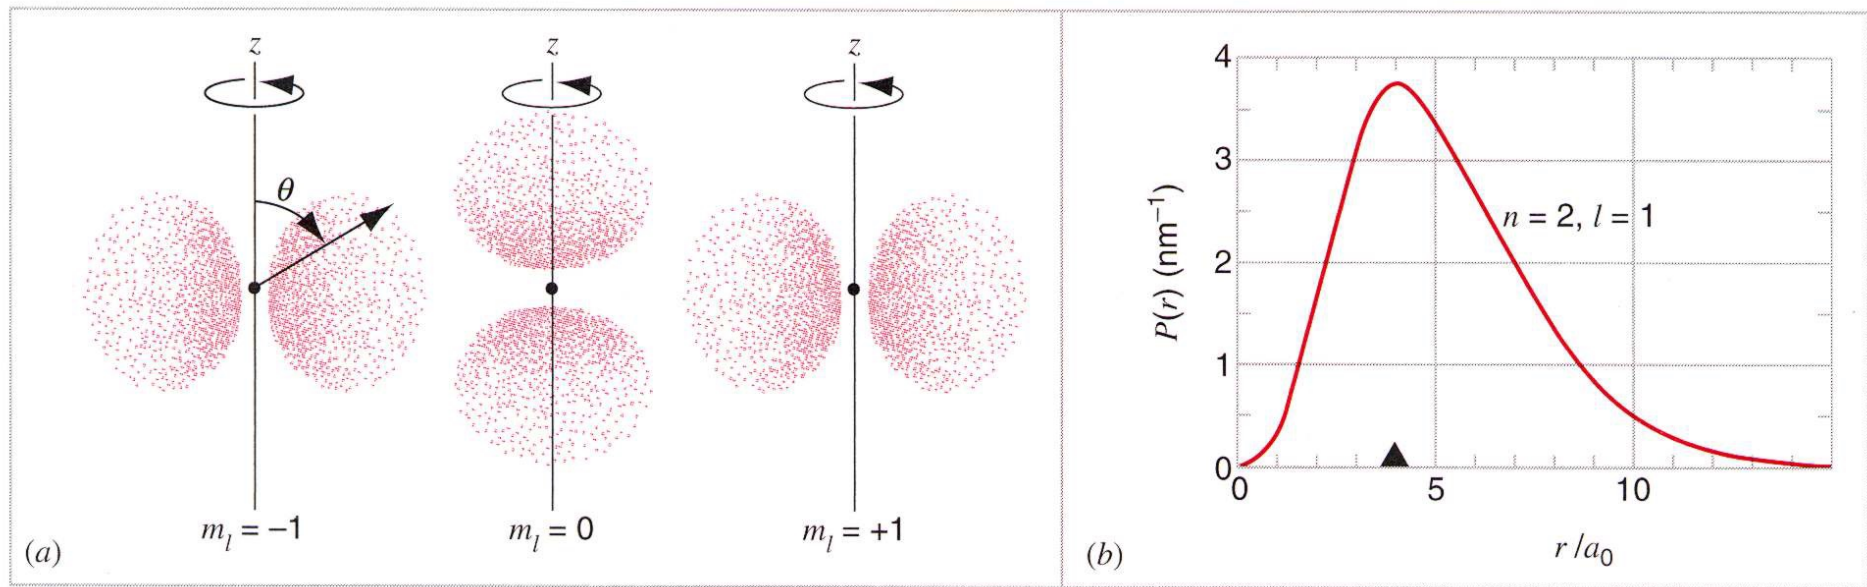 z
z
z
θ
m_l = –1
m_l = 0
m_l = +1
(a)
4
3
2
1
0
P(r) (nm⁻¹)
n = 2, l = 1
0
5
10
r /a₀
(b)